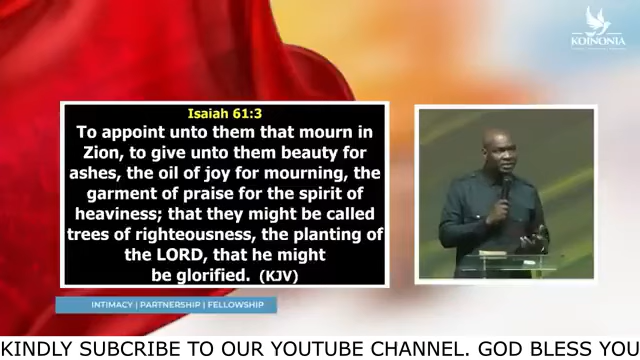 KOINONIA
Isaiah 61:3
To appoint unto them that mourn in
Zion, to give unto them beauty for
ashes, the oil of joy for mourning, the
garment of praise for the spirit of
heaviness; that they might be called
trees of righteousness, the planting of
the LORD, that he might
be glorified. (KJV)
INTIMACY | PARTNERSHIP | FELLOWSHIP
KINDLY SUBCRIBE TO OUR YOUTUBE CHANNEL. GOD BLESS YOU